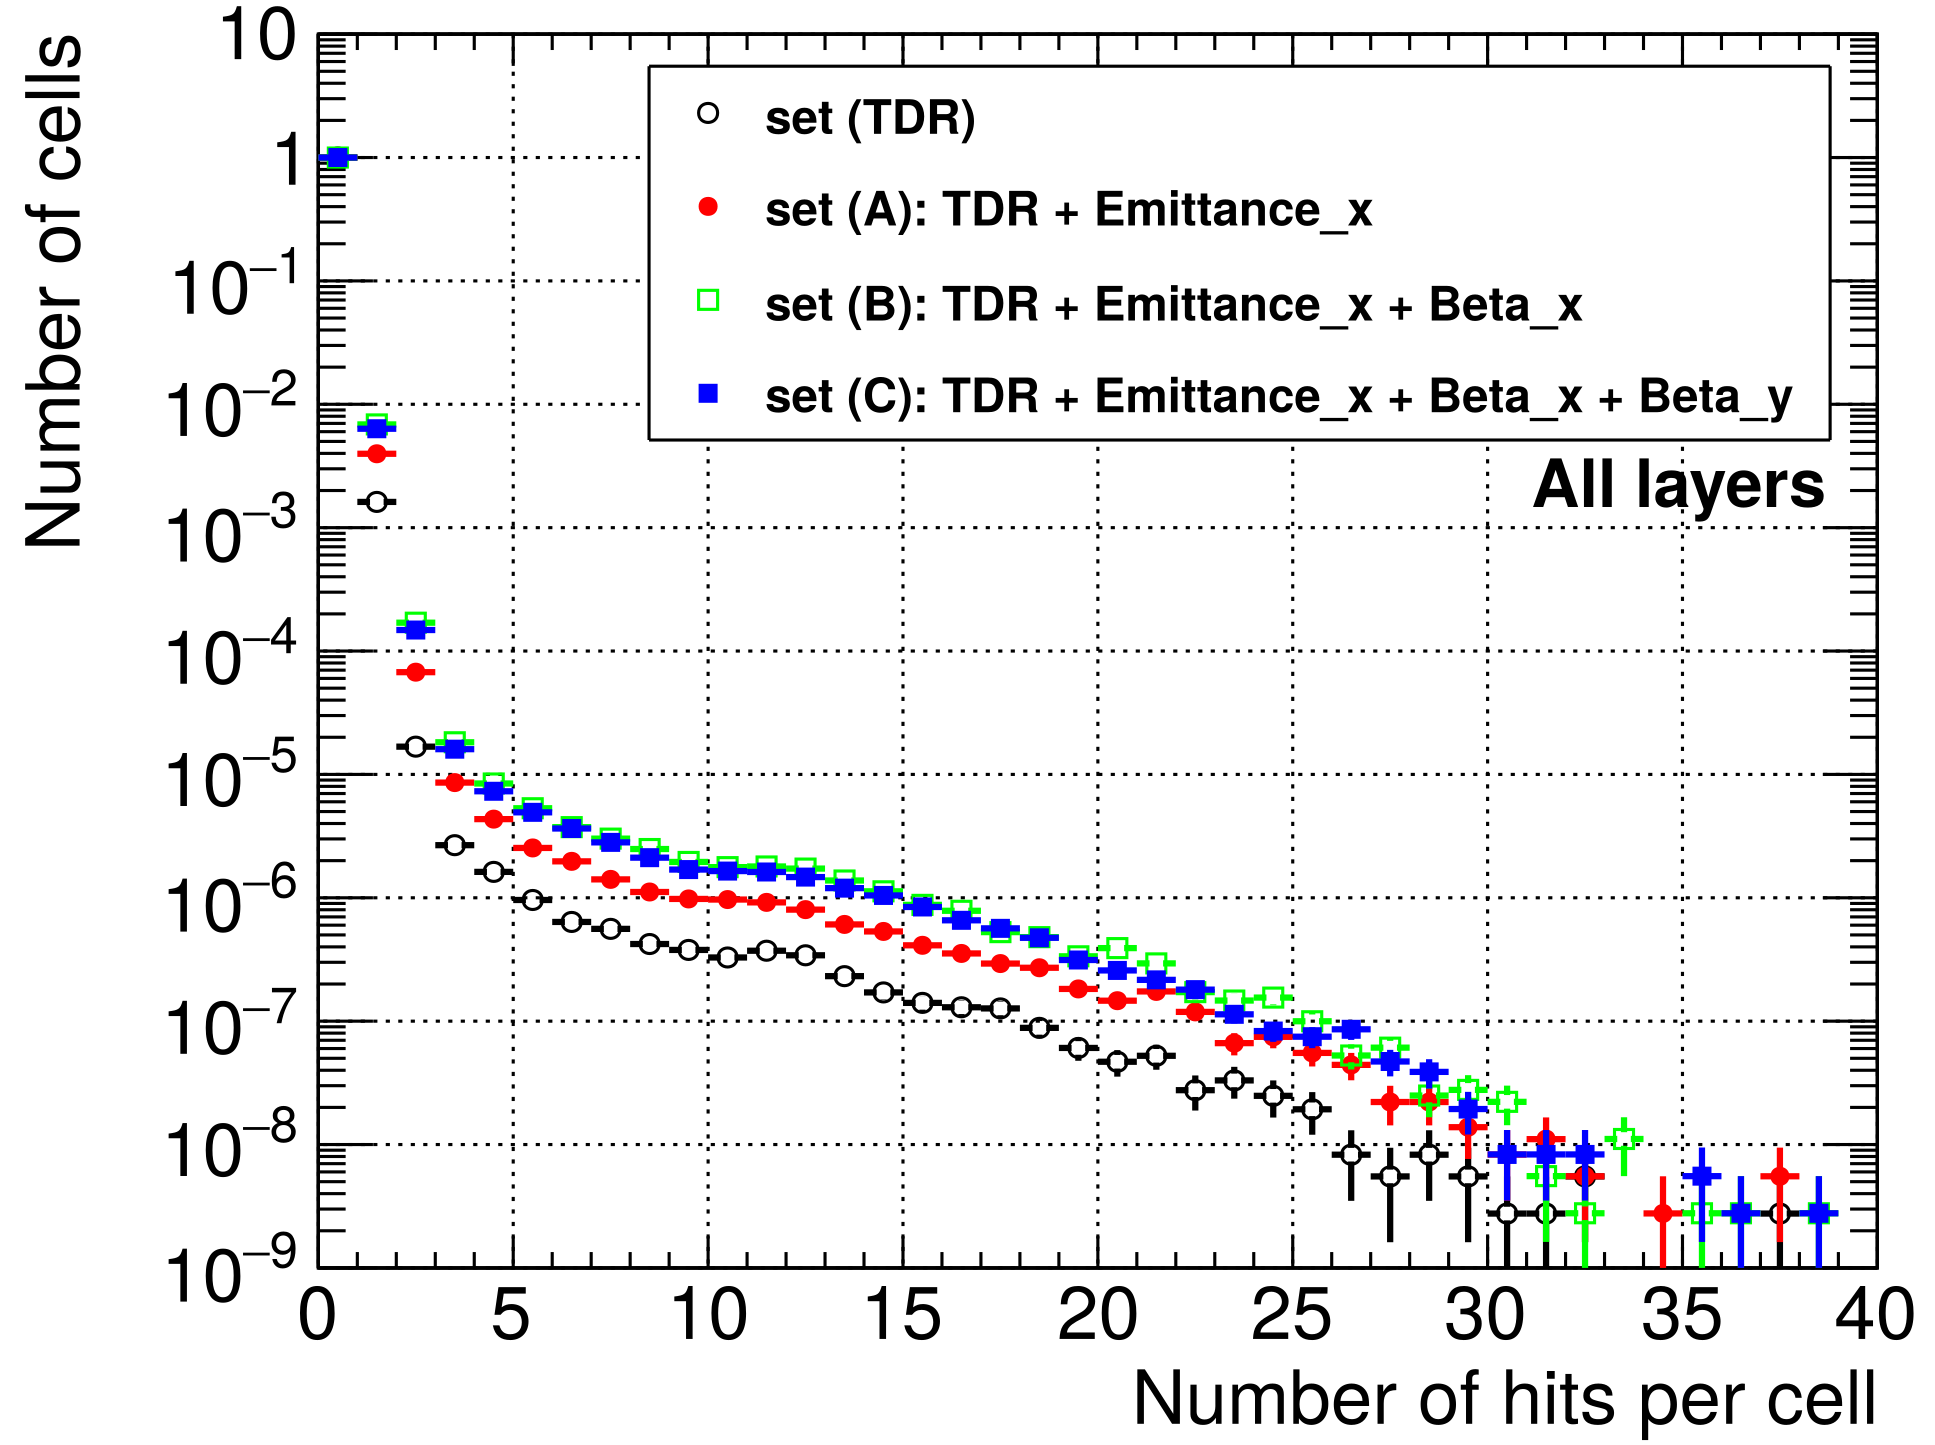 Number of cells
10
1
10−1
10−2
10−3
10−4
10−5
10−6
10−7
10−8
10−9
set (TDR)
set (A): TDR + Emittance_x
set (B): TDR + Emittance_x + Beta_x
set (C): TDR + Emittance_x + Beta_x + Beta_y
All layers
0 5 10 15 20 25 30 35 40
Number of hits per cell